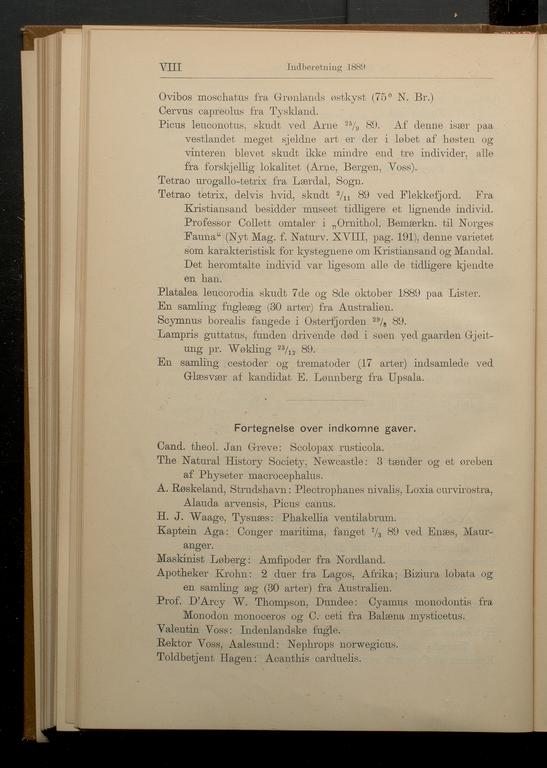 VIII Indberetning 1889
Ovibos moschatus fra Grønlands østkyst (75° N. Br.)
Cervus capreolus fra Tyskland.
Picus leuconotus, skudt ved Arne 25/9 89. Af denne især paa
vestlandet meget sjeldne art er der i løbet af høsten og
vinteren blevet skudt ikke mindre end tre individer, alle
fra forskjellig lokalitet (Arne, Bergen, Voss).
Tetrao urogallo-tetrix fra Lærdal, Sogn.
Tetrao tetrix, delvis hvid, skudt 2/11 89 ved Flekkefjord. Fra
Kristiansand besidder museet tidligere et lignende individ.
Professor Collett omtaler i „Ornithol. Bemærkn. til Norges
Fauna“ (Nyt Mag. f. Naturv. XVIII, pag. 191), denne varietet
som karakteristisk for kystegnene om Kristiansand og Mandal.
Det heromtalte individ var ligesom alle de tidligere kjendte
en han.
Platalea leucorodia skudt 7de og 8de oktober 1889 paa Lister.
En samling fugleæg (30 arter) fra Australien.
Scymnus borealis fangede i Osterfjorden 29/8 89.
Lampris guttatus, funden drivende død i søen ved gaarden Gjeit-
ung pr. Wøkling 23/12 89.
En samling cestoder og trematoder (17 arter) indsamlede ved
Glæsvær af kandidat E. Lønnberg fra Upsala.
Fortegnelse over indkomne gaver.
Cand. theol. Jan Greve: Scolopax rusticola.
The Natural History Society, Newcastle: 3 tænder og et øreben
af Physeter macrocephalus.
A. Røskeland, Strudshavn: Plectrophanes nivalis, Loxia curvirostra,
Alauda arvensis, Picus canus.
H. J. Waage, Tysnæs: Phakellia ventilabrum.
Kaptein Aga: Conger maritima, fanget 1/3 89 ved Enæs, Maur-
anger.
Maskinist Løberg: Amfipoder fra Nordland.
Apotheker Krohn: 2 duer fra Lagos, Afrika; Biziura lobata og
en samling æg (30 arter) fra Australien.
Prof. D'Arcy W. Thompson, Dundee: Cyamus monodontis fra
Monodon monoceros og C. ceti fra Balæna mysticetus.
Valentin Voss: Indenlandske fugle.
Rektor Voss, Aalesund: Nephrops norwegicus.
Toldbetjent Hagen: Acanthis carduelis.